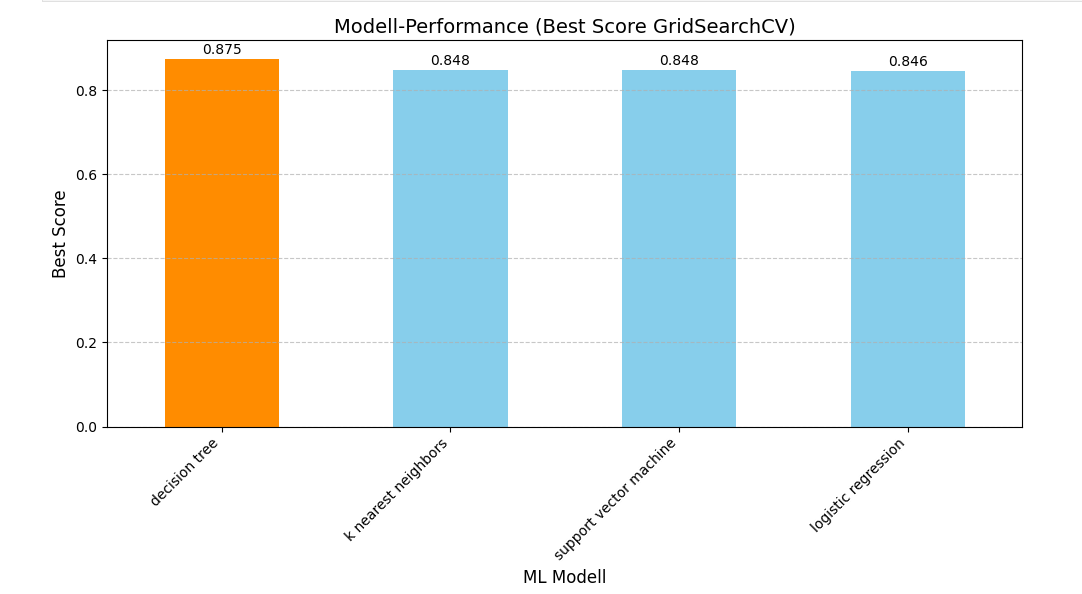 Modell-Performance (Best Score GridSearchCV)
0.875
0.848
0.848
0.846
0.8
0.6
0.4
0.2
0.0
Best Score
decision tree
k nearest neighbors
support vector machine
logistic regression
ML Modell